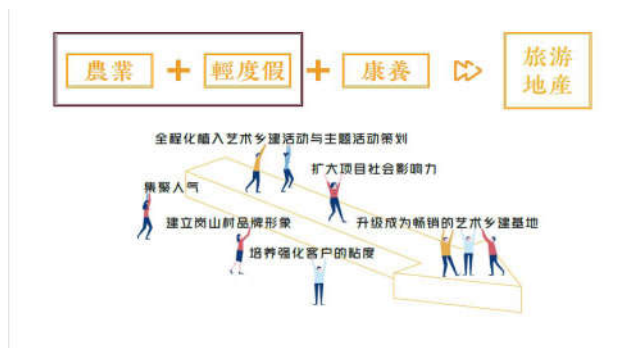 農業 + 輕度假 + 康養
旅游
地産
全程化植入艺术乡建活动与主题活动策划
扩大项目社会影响力
集聚人气
建立岗山村品牌形象
升级成为畅销的艺术乡建基地
培养强化客户的黏度